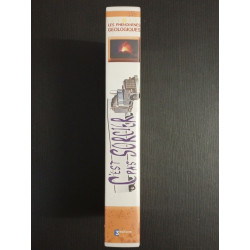 LES PHÉNOMÈNES
GÉOLOGIQUES
C'EST PAS SORCIER